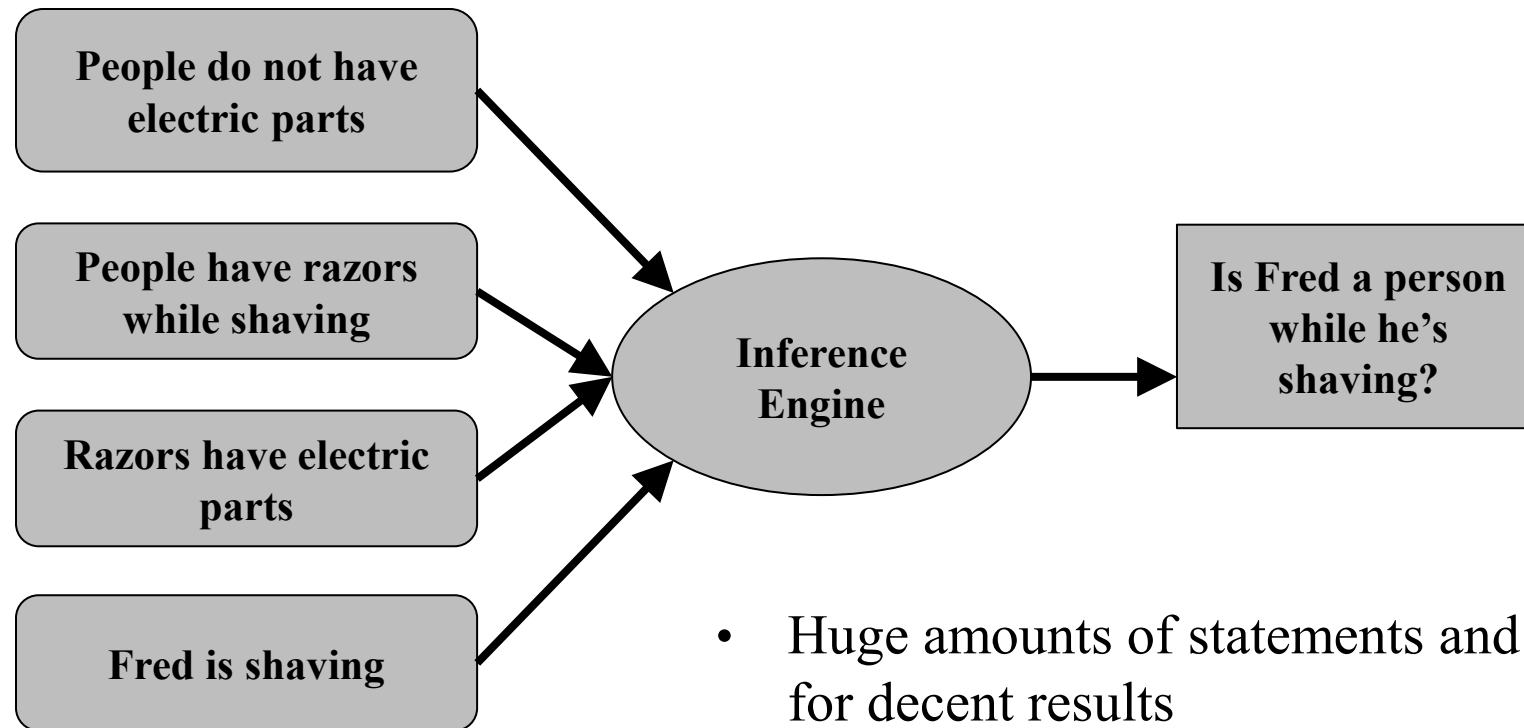 People do not have
electric parts
People have razors
while shaving
Razors have electric
parts
Fred is shaving
Inference
Engine
Is Fred a person
while he’s
shaving?
• Huge amounts of statements and
for decent results